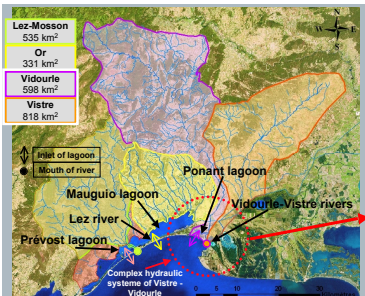 Lez-Mosson
535 km²
Or
331 km²
Vidourle
598 km²
Vistre
818 km²
Inlet of lagoon
Mouth of river
N
W
E
S
Ponant lagoon
Mauguio lagoon
Vidourle-Vistre rivers
Lez river
Prévost lagoon
Complex hydraulic
systeme of Vistre -
Vidourle
0 5 10 20 30